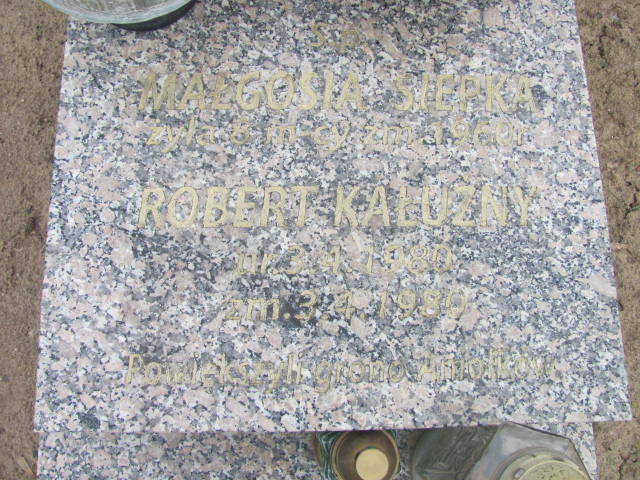 Ś.p.
MAŁGOSIA SIEPKA
żyła 6 m-cy zm. 1960r.
ROBERT KAŁUŻNY
ur. 3.4.1980
zm. 3.4.1980
Powiększyli grono Aniołków